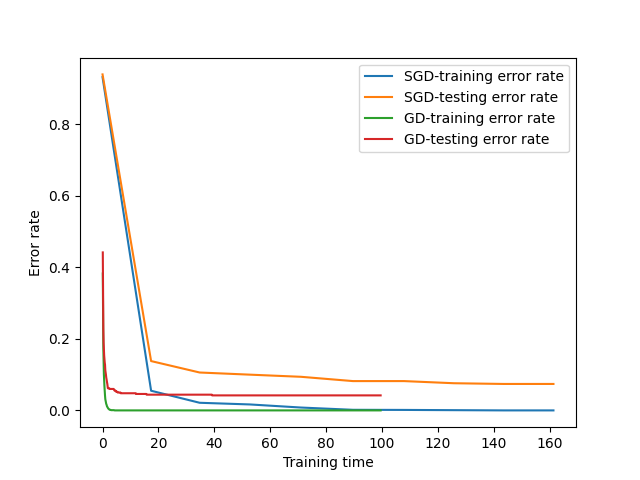 SGD-training error rate
SGD-testing error rate
GD-training error rate
GD-testing error rate
0.8
0.6
0.4
0.2
0.0
Error rate
0 20 40 60 80 100 120 140 160
Training time